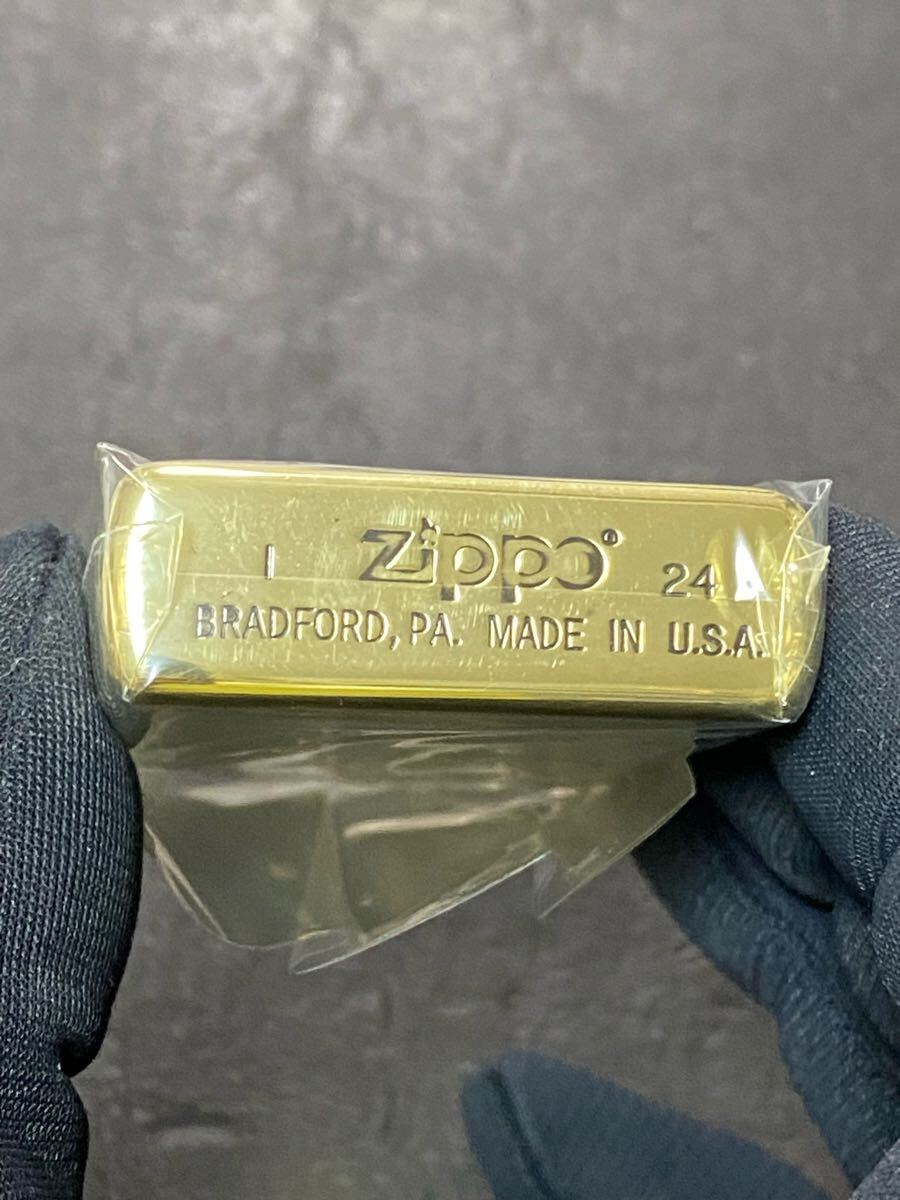 I Zippo® 24
BRADFORD, PA. MADE IN U.S.A.